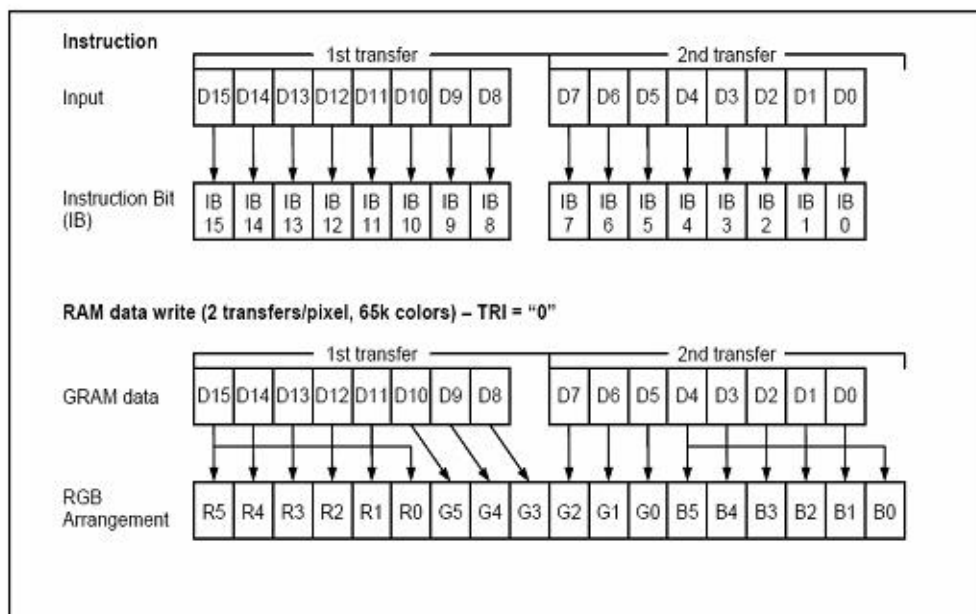 Instruction
1st transfer 2nd transfer
Input D15 D14 D13 D12 D11 D10 D9 D8 D7 D6 D5 D4 D3 D2 D1 D0
Instruction Bit IB IB IB IB IB IB IB IB IB IB IB IB IB IB IB IB
(IB) 15 14 13 12 11 10 9 8 7 6 5 4 3 2 1 0
RAM data write (2 transfers/pixel, 65k colors) – TRI = “0”
1st transfer 2nd transfer
GRAM data D15 D14 D13 D12 D11 D10 D9 D8 D7 D6 D5 D4 D3 D2 D1 D0
RGB
Arrangement R5 R4 R3 R2 R1 R0 G5 G4 G3 G2 G1 G0 B5 B4 B3 B2 B1 B0